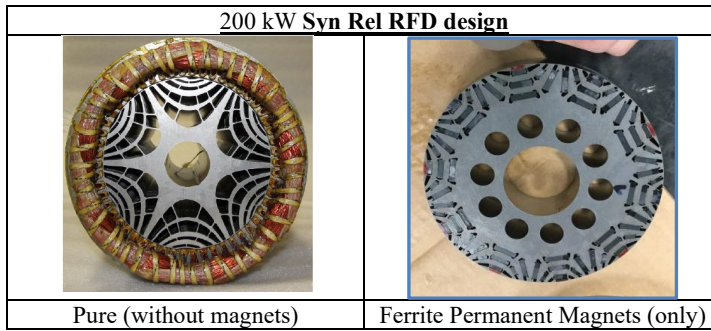 200 kW Syn Rel RFD design
Pure (without magnets)
Ferrite Permanent Magnets (only)